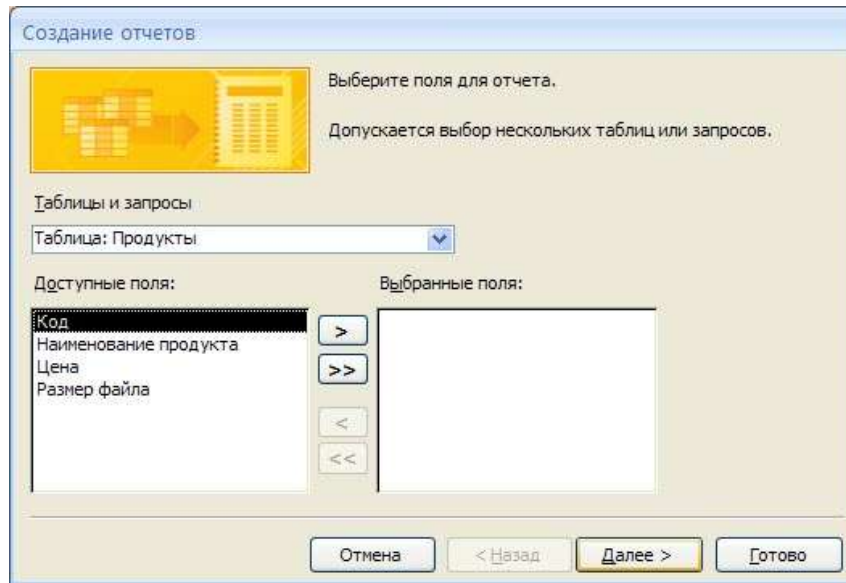 Создание отчетов
Выберите поля для отчета.
Допускается выбор нескольких таблиц или запросов.
Таблицы и запросы
Таблица: Продукты
Доступные поля:
Выбранные поля:
Код
Наименование продукта
Цена
Размер файла
>
>>
<
<<
Отмена
< Назад
Далее >
Готово